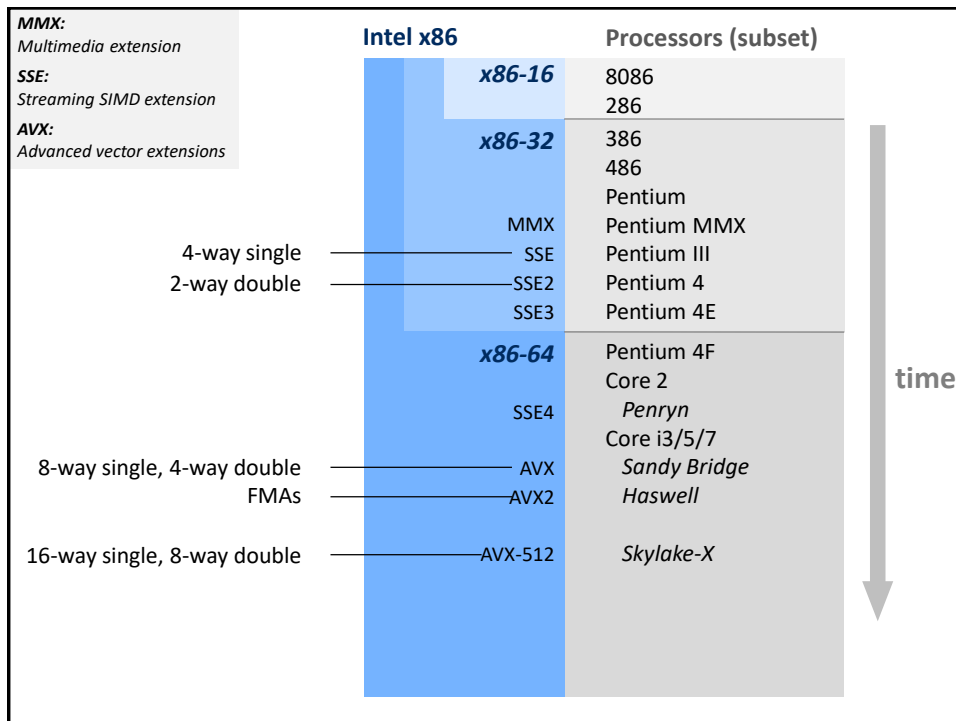 MMX:
Multimedia extension
SSE:
Streaming SIMD extension
AVX:
Advanced vector extensions
Intel x86 Processors (subset)
x86-16 8086
286
x86-32 386
486
Pentium
MMX Pentium MMX
4-way single SSE Pentium III
2-way double SSE2 Pentium 4
SSE3 Pentium 4E
x86-64 Pentium 4F
Core 2
time
SSE4 Penryn
Core i3/5/7
8-way single, 4-way double AVX Sandy Bridge
FMAs AVX2 Haswell
16-way single, 8-way double AVX-512 Skylake-X